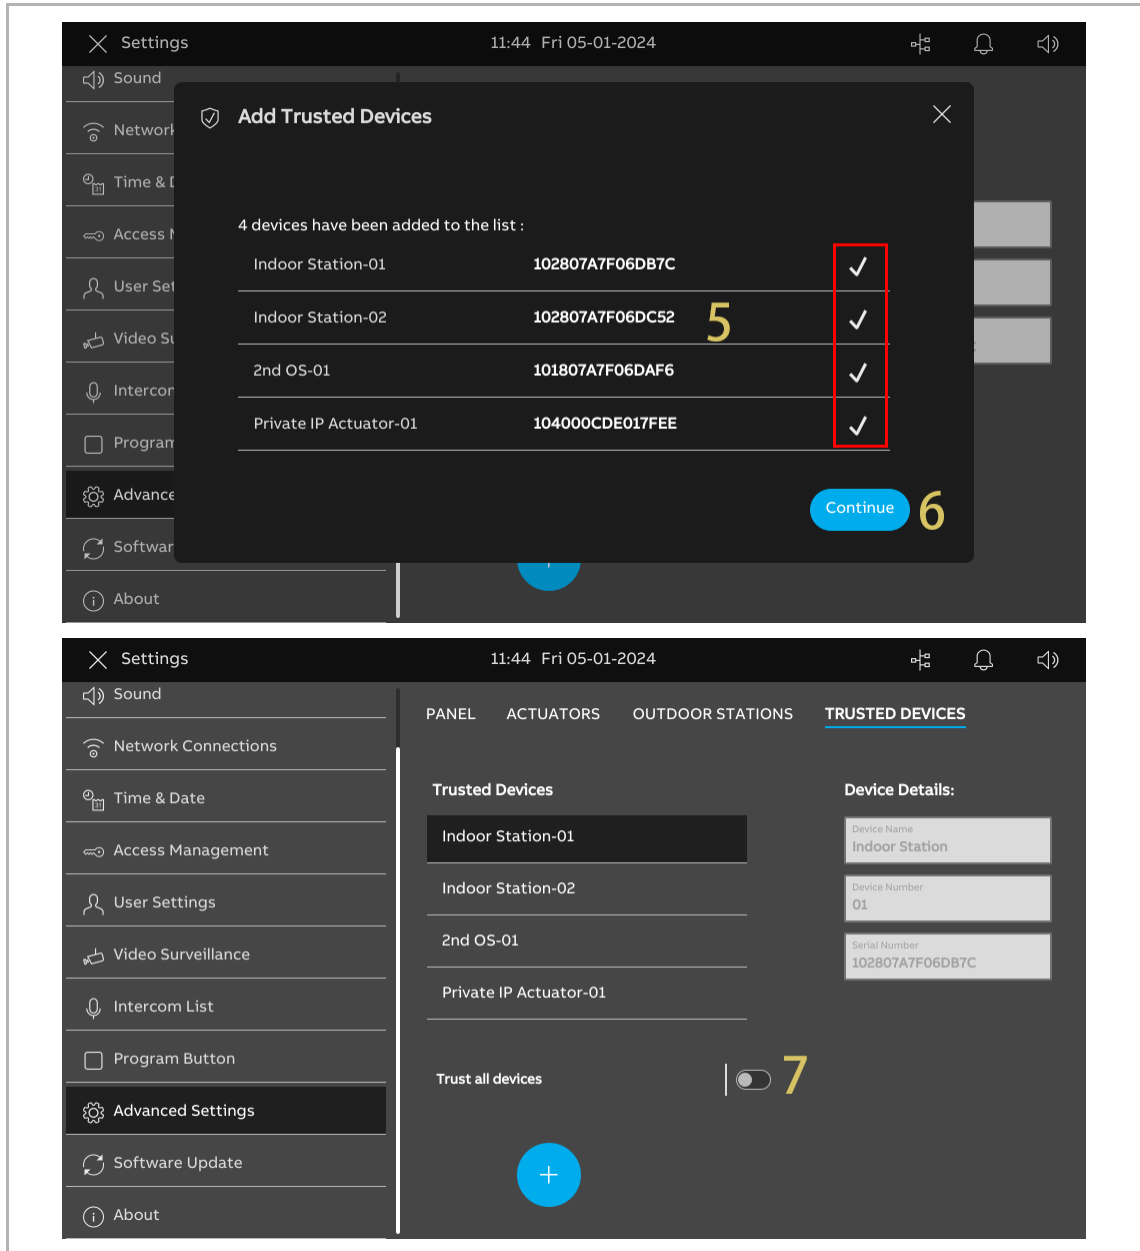 Settings 11:44 Fri 05-01-2024
Sound
Network
Time & D
Access
User Set
Video Su
Intercor
Program
Advance
Softwar
About
Add Trusted Devices
4 devices have been added to the list :
Indoor Station-01 102807A7F06DB7C
Indoor Station-02 102807A7F06DC52 5
2nd OS-01 101807A7F06DAF6
Private IP Actuator-01 104000CDE017FEE
Continue 6
Settings 11:44 Fri 05-01-2024
Sound
Network Connections
Time & Date
Access Management
User Settings
Video Surveillance
Intercom List
Program Button
Advanced Settings
Software Update
About
PANEL ACTUATORS OUTDOOR STATIONS TRUSTED DEVICES
Trusted Devices
Indoor Station-01
Indoor Station-02
2nd OS-01
Private IP Actuator-01
Trust all devices 7
Device Details:
Device Name
Indoor Station
Device Number
01
Serial Number
102807A7F06DB7C